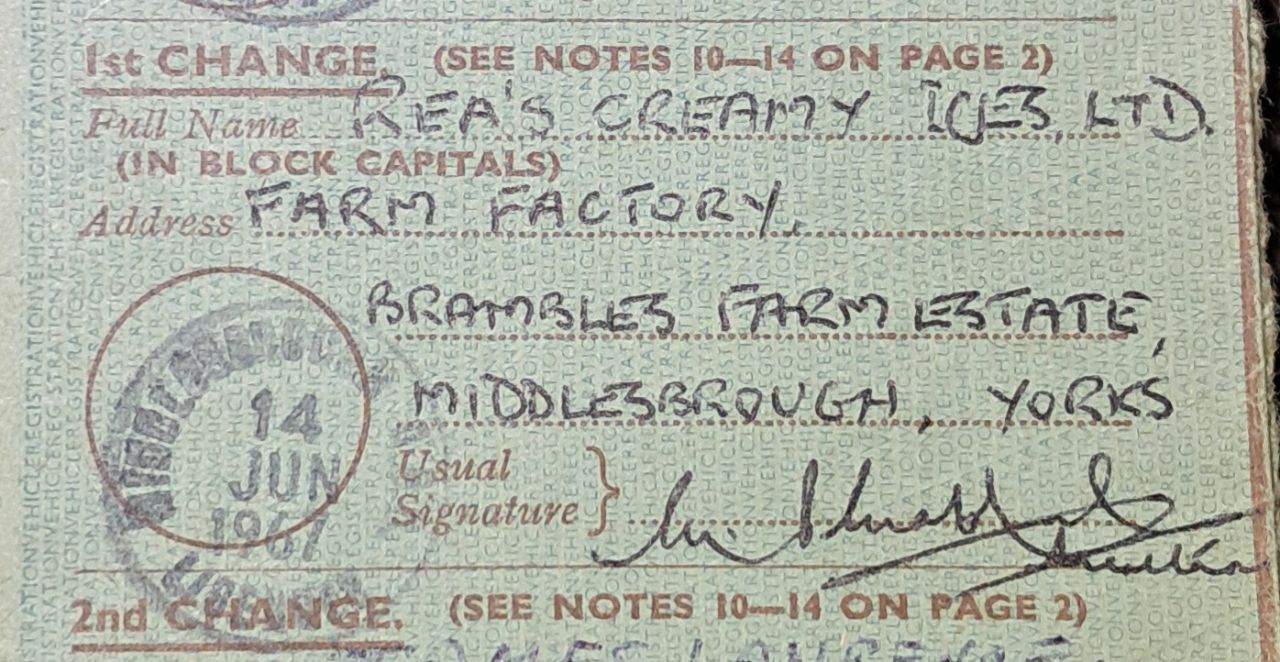 1st CHANGE. (SEE NOTES 10—14 ON PAGE 2)
Full Name REA'S CREAMY ICES, LTD.
(IN BLOCK CAPITALS)
Address FARM FACTORY,
BRAMBLES FARM ESTATE,
MIDDLESBROUGH, YORKS
14
JUN
1967
Usual
Signature
2nd CHANGE. (SEE NOTES 10—14 ON PAGE 2)